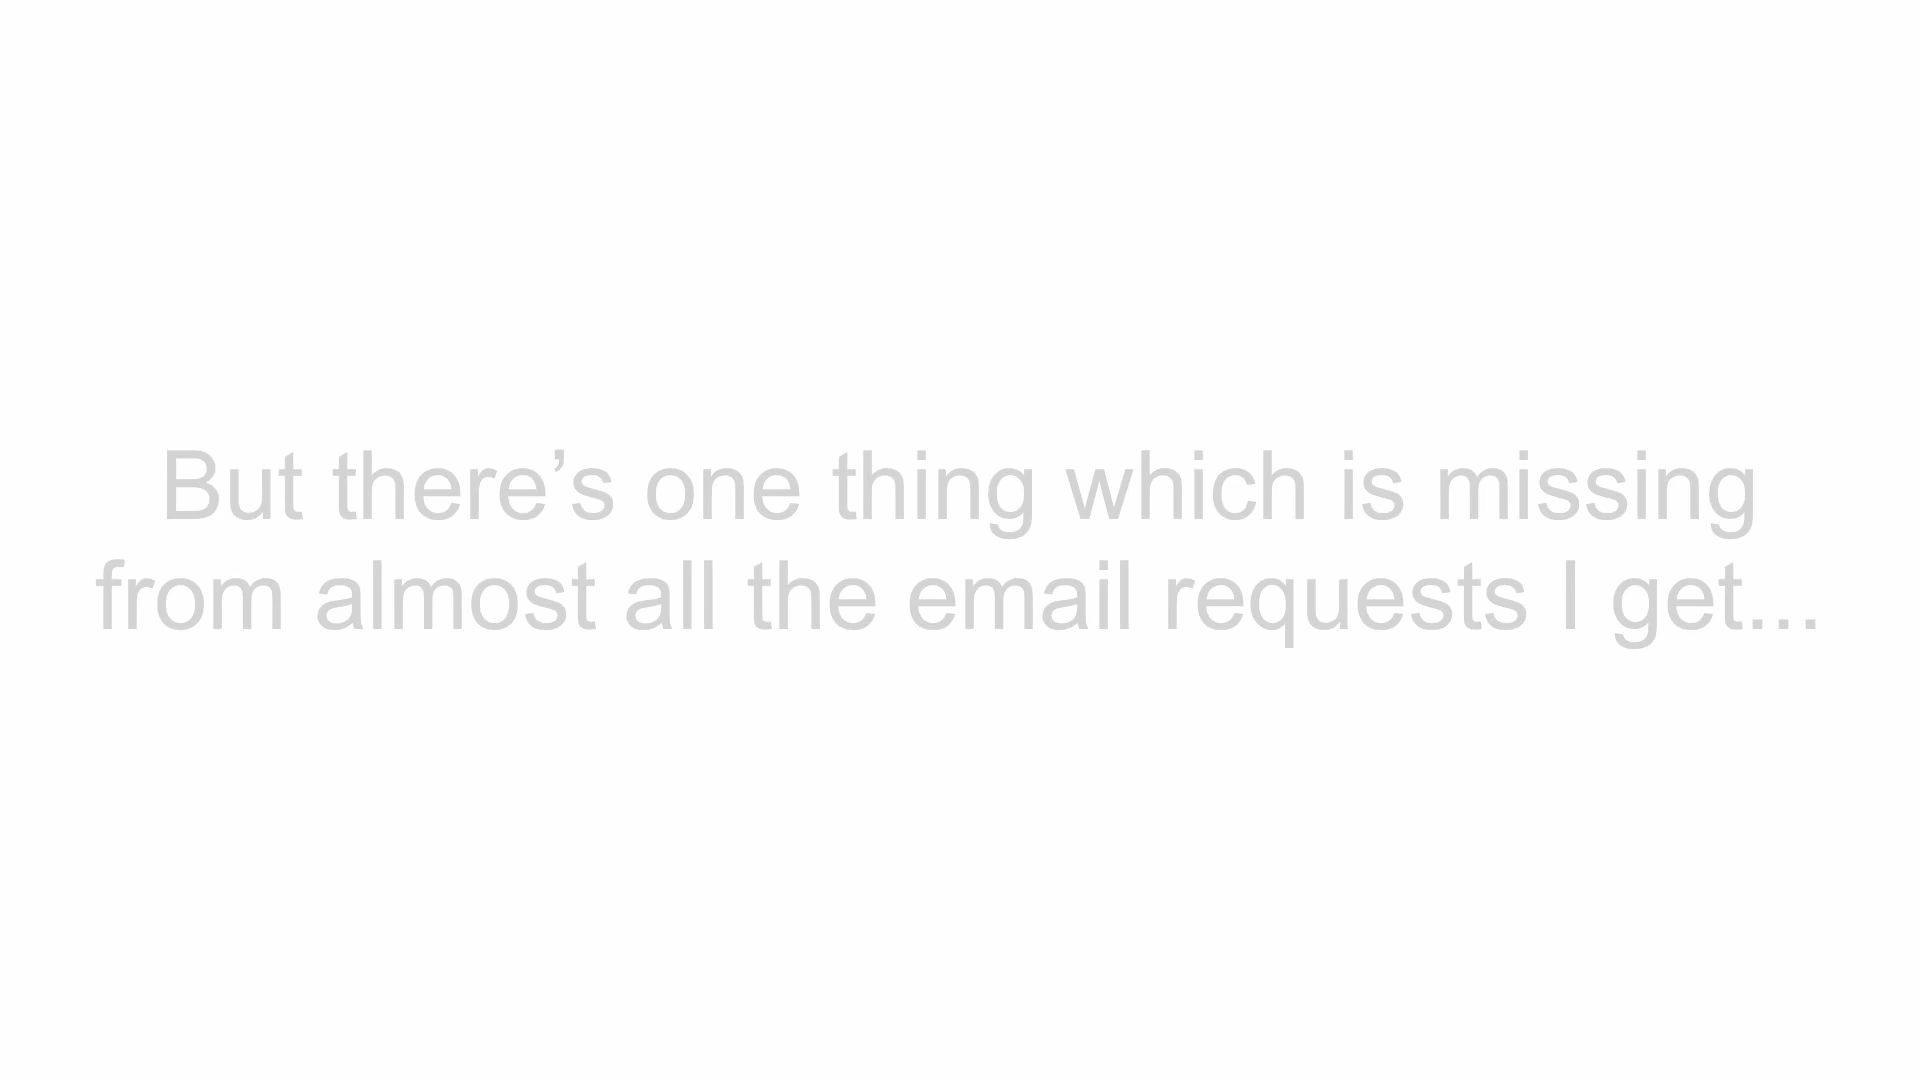 But there’s one thing which is missing
from almost all the email requests I get...